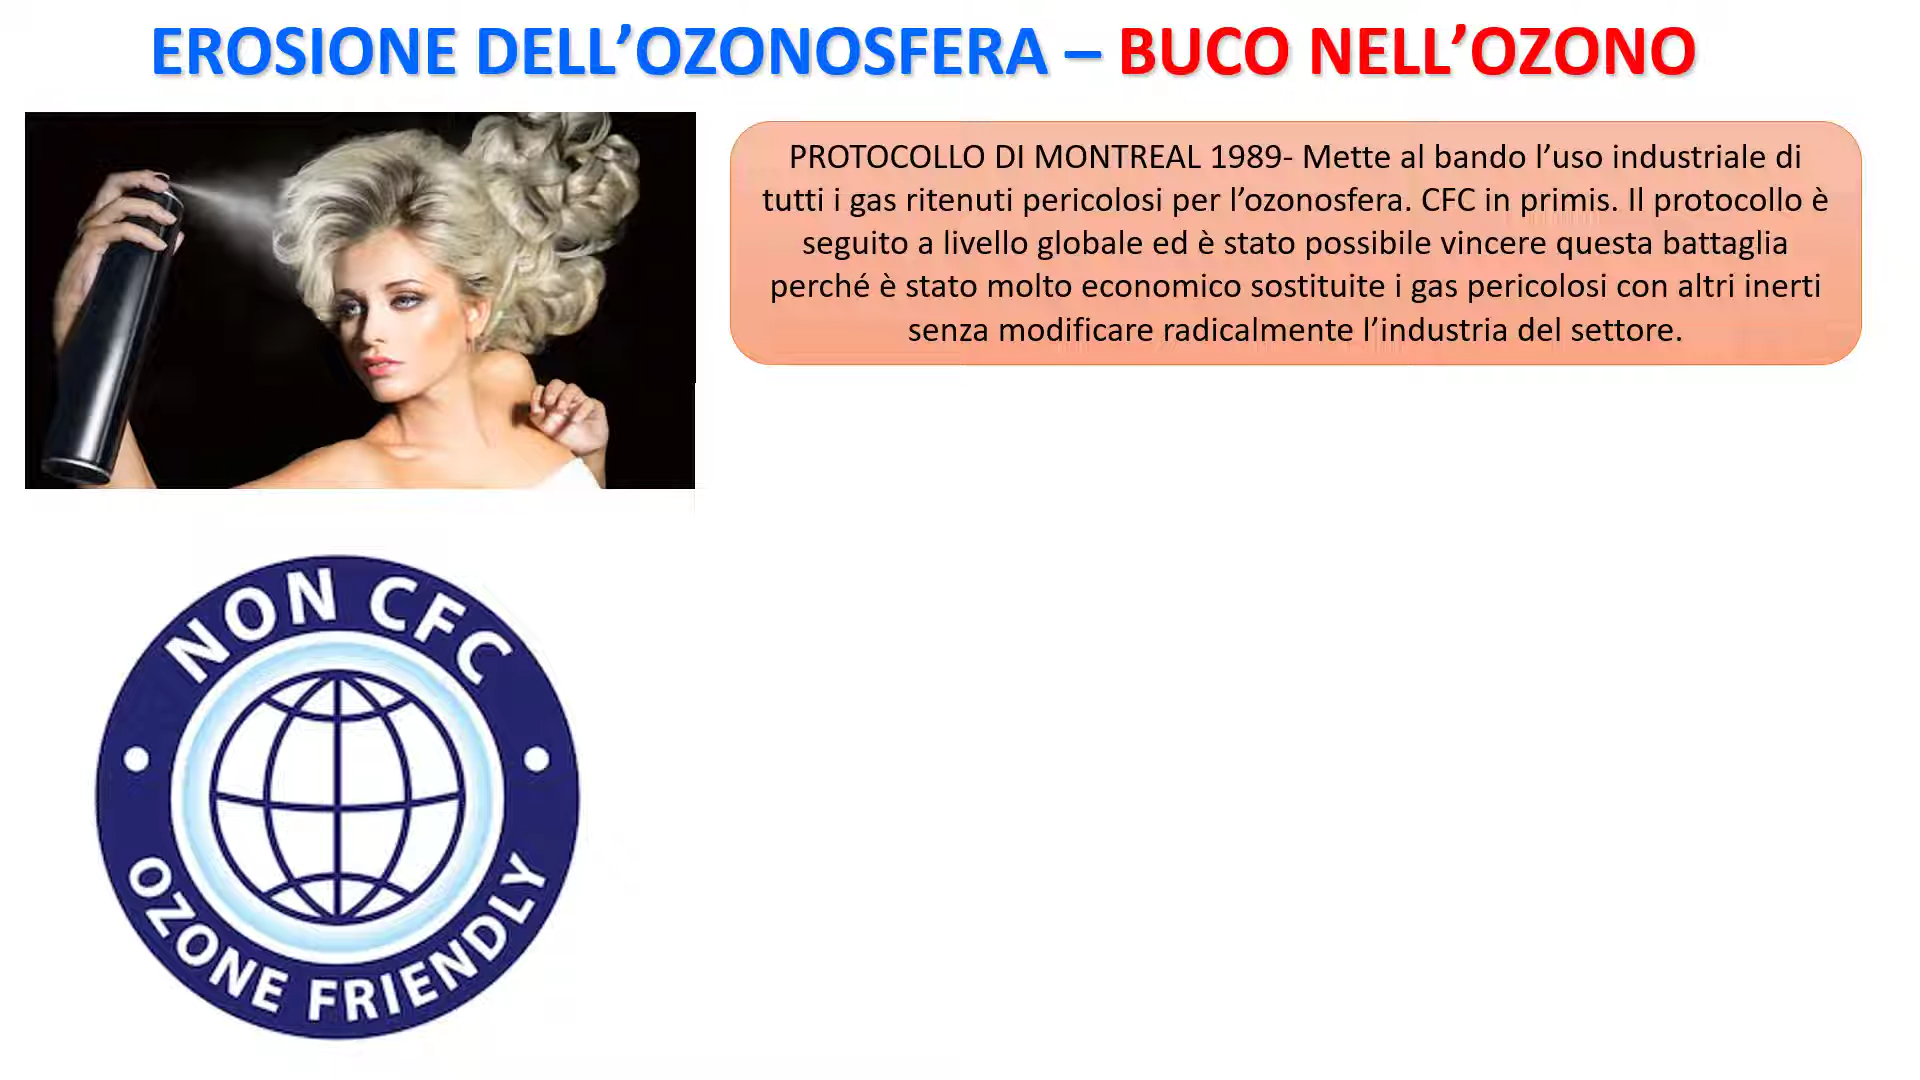 EROSIONE DELL’OZONOSFERA – BUCO NELL’OZONO
PROTOCOLLO DI MONTREAL 1989- Mette al bando l’uso industriale di
tutti i gas ritenuti pericolosi per l’ozonosfera. CFC in primis. Il protocollo è
seguito a livello globale ed è stato possibile vincere questa battaglia
perché è stato molto economico sostituite i gas pericolosi con altri inerti
senza modificare radicalmente l’industria del settore.
NON CFC
OZONE FRIENDLY